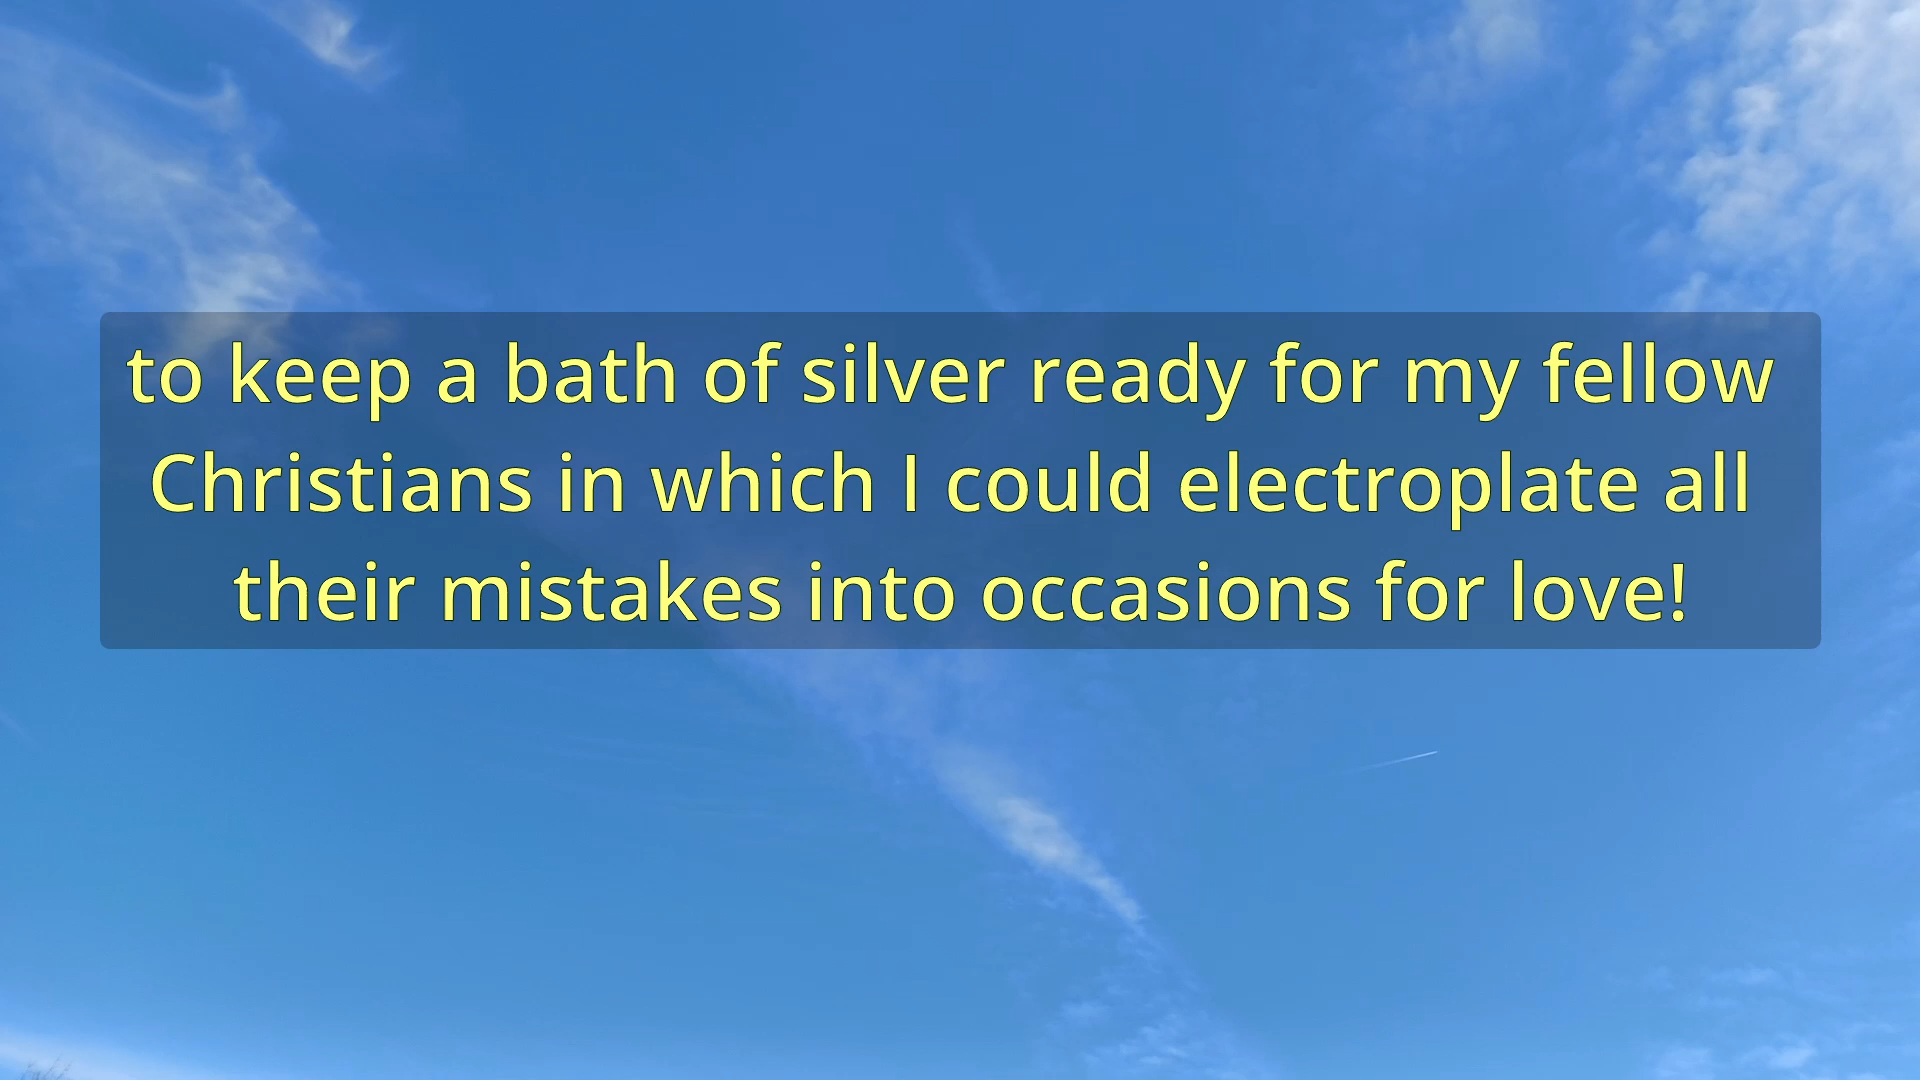 to keep a bath of silver ready for my fellow
Christians in which I could electroplate all
their mistakes into occasions for love!